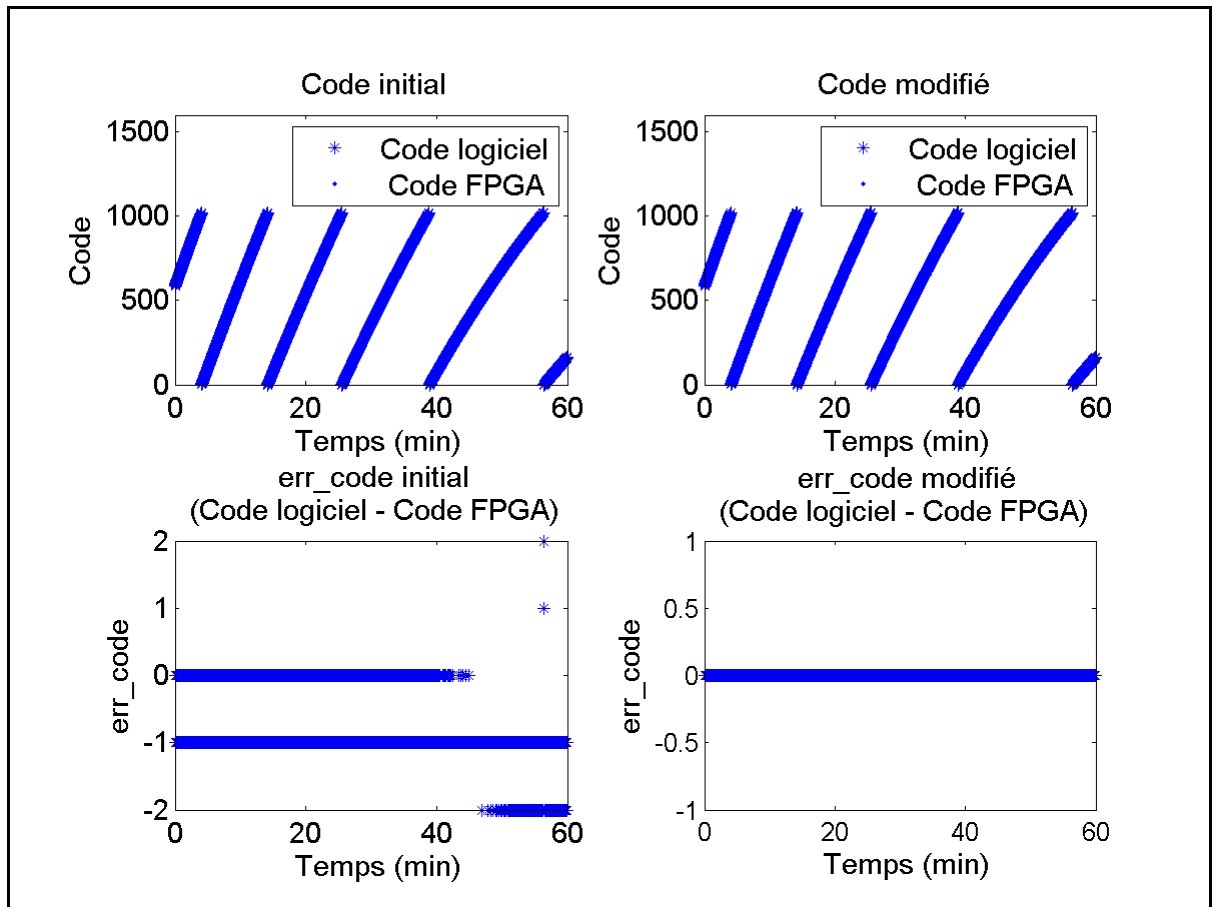 Code initial
1500
1000
500
0
Code
Code logiciel
Code FPGA
0 20 40 60
Temps (min)
Code modifié
1500
1000
500
0
Code
Code logiciel
Code FPGA
0 20 40 60
Temps (min)
err_code initial
(Code logiciel - Code FPGA)
2
1
0
-1
-2
err_code
0 20 40 60
Temps (min)
err_code modifié
(Code logiciel - Code FPGA)
1
0.5
0
-0.5
-1
err_code
0 20 40 60
Temps (min)